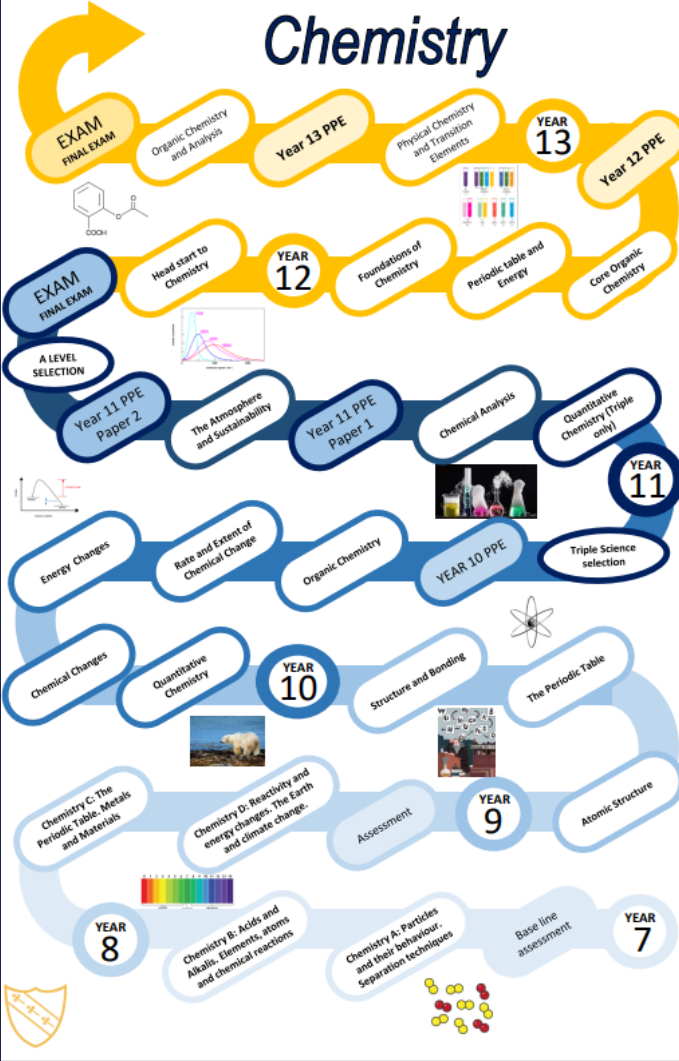 Chemistry
EXAM
FINAL EXAM
Organic Chemistry
and Analysis
Year 13 PPE
Physical Chemistry
and Transition
Elements
YEAR
13
Year 12 PPE
COOH
O
O
EXAM
FINAL EXAM
Head start to
Chemistry
YEAR
12
Foundations of
Chemistry
Periodic table and
Energy
Core Organic
Chemistry
A LEVEL
SELECTION
Year 11 PPE
Paper 2
The Atmosphere
and Sustainability
Year 11 PPE
Paper 1
Chemical Analysis
Quantitative
Chemistry (Triple
only)
YEAR
11
Energy Changes
Rate and Extent of
Chemical Change
Organic Chemistry
YEAR 10 PPE
Triple Science
selection
Chemical Changes
Quantitative
Chemistry
YEAR
10
Structure and Bonding
The Periodic Table
Chemistry C: The
Periodic Table. Metals
and Materials
Chemistry D: Reactivity and
energy changes. The Earth
and climate change.
Assessment
YEAR
9
Atomic Structure
YEAR
8
Chemistry B: Acids and
Alkalis. Elements, atoms
and chemical reactions
Chemistry A: Particles
and their behaviour.
Separation techniques
Base line
assessment
YEAR
7